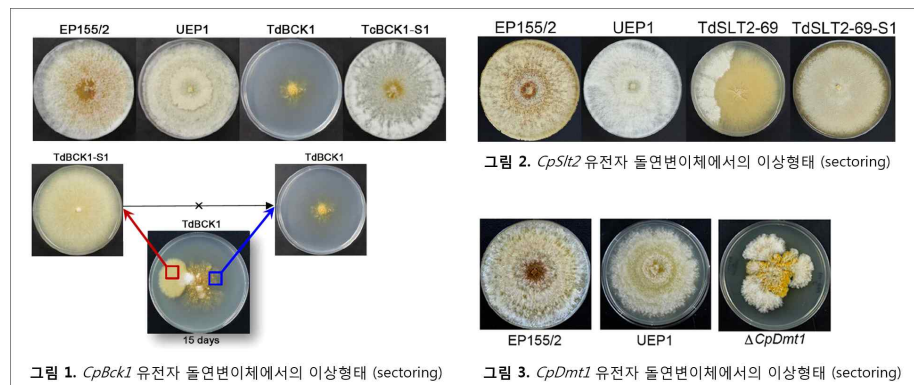 EP155/2 UEP1 TdBCK1 TcBCK1-S1
TdBCK1-S1 TdBCK1
×
TdBCK1
15 days
그림 1. CpBck1 유전자 돌연변이체에서의 이상형태 (sectoring)
EP155/2 UEP1 TdSLT2-69 TdSLT2-69-S1
그림 2. CpSlt2 유전자 돌연변이체에서의 이상형태 (sectoring)
EP155/2 UEP1 ΔCpDmt1
그림 3. CpDmt1 유전자 돌연변이체에서의 이상형태 (sectoring)